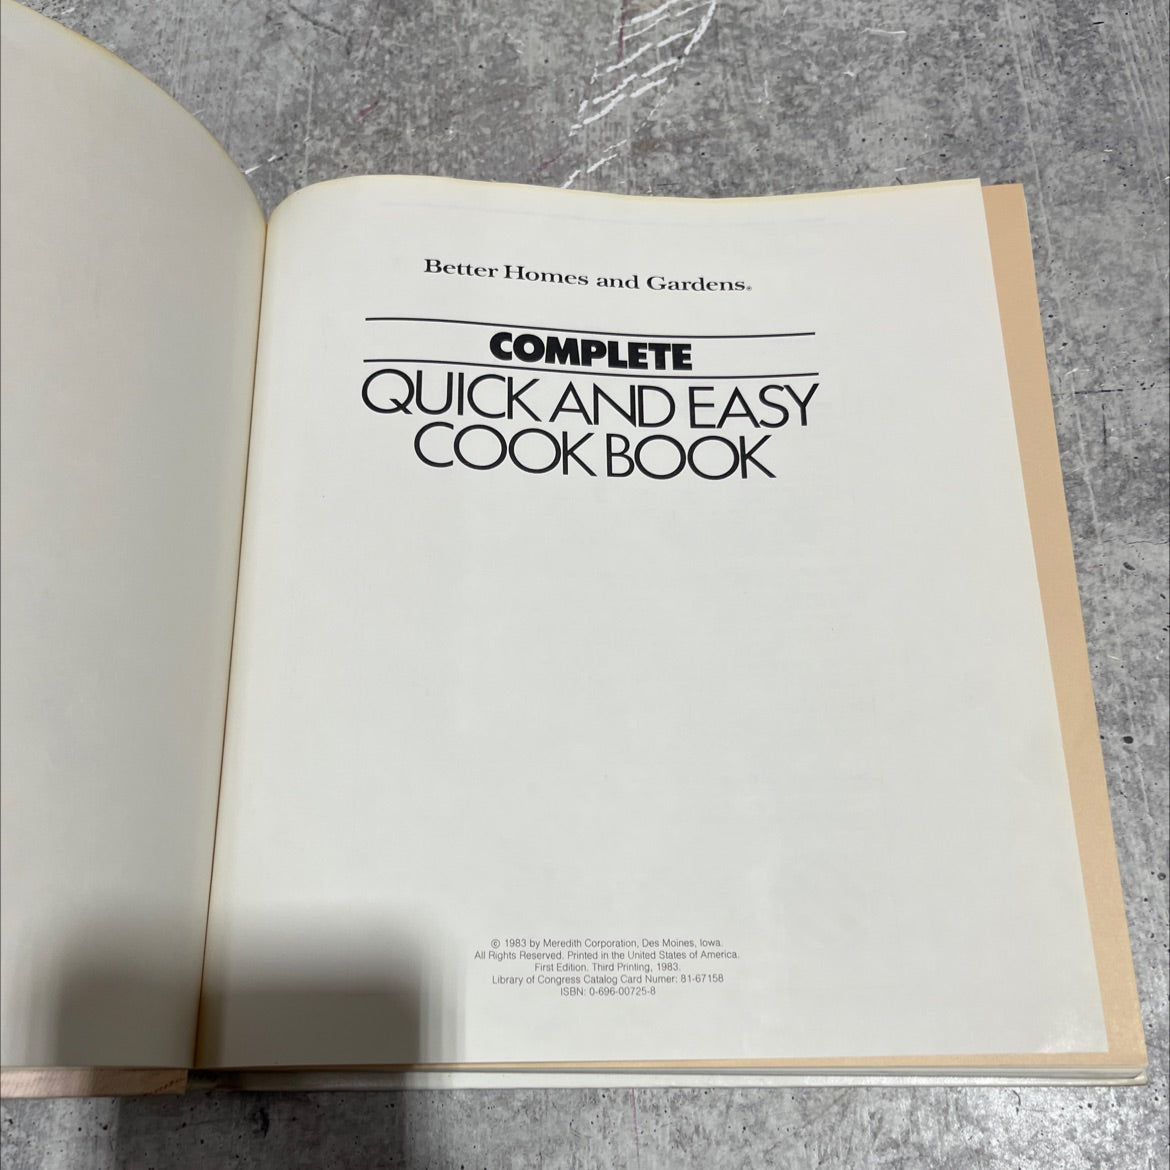 Better Homes and Gardens®
COMPLETE
QUICK AND EASY
COOK BOOK
© 1983 by Meredith Corporation, Des Moines, Iowa.
All Rights Reserved. Printed in the United States of America.
First Edition. Third Printing, 1983.
Library of Congress Catalog Card Numer: 81-67158
ISBN: 0-696-00725-8